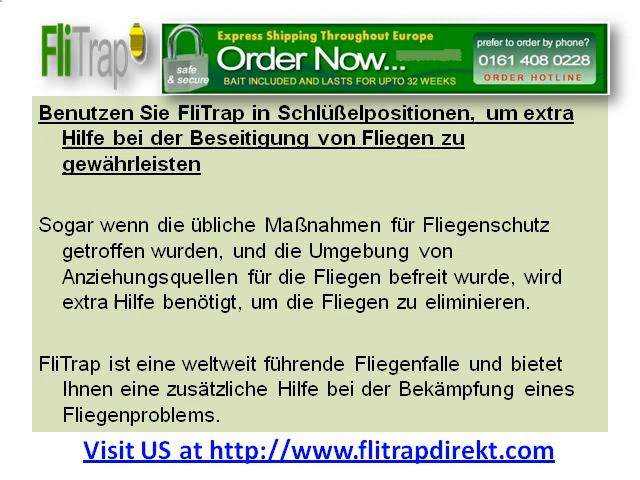 FliTrap
Express Shipping Throughout Europe
Order Now...
BAIT INCLUDED AND LASTS FOR UPTO 32 WEEKS
safe
& secure
prefer to order by phone?
0161 408 0228
ORDER HOTLINE
Benutzen Sie FliTrap in Schlüßelpositionen, um extra
Hilfe bei der Beseitigung von Fliegen zu
gewährleisten
Sogar wenn die übliche Maßnahmen für Fliegenschutz
getroffen wurden, und die Umgebung von
Anziehungsquellen für die Fliegen befreit wurde, wird
extra Hilfe benötigt, um die Fliegen zu eliminieren.
FliTrap ist eine weltweit führende Fliegenfalle und bietet
Ihnen eine zusätzliche Hilfe bei der Bekämpfung eines
Fliegenproblems.
Visit US at http://www.flitrapdirekt.com